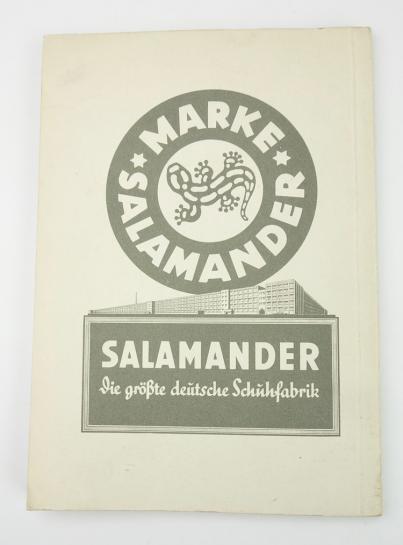 MARKE
SALAMANDER
SALAMANDER
Die größte deutsche Schuhfabrik